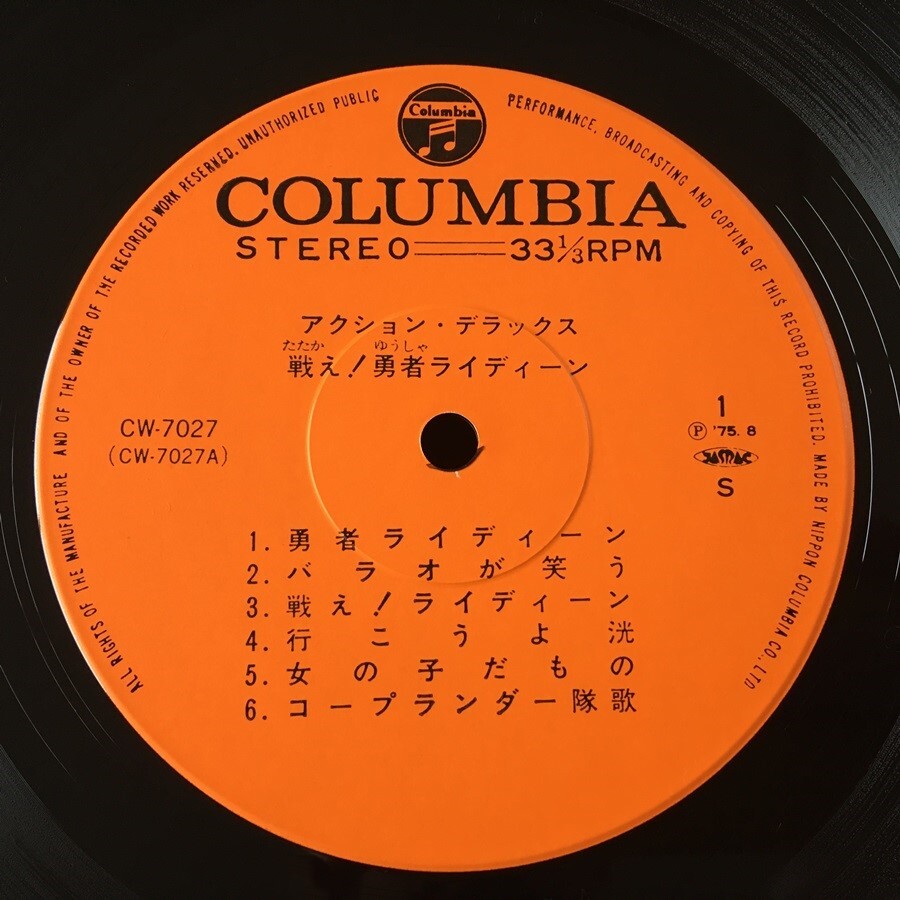 Columbia
COLUMBIA
STEREO 33 1/3 RPM
アクション・デラックス
たたか ゆうしゃ
戦え!勇者ライディーン
CW-7027
(CW-7027A)
1
Ⓟ '75.8
JASRAC
S
1. 勇者ライディーン
2. バラオが笑う
3. 戦え!ライディーン
4. 行こうよ洸
5. 女の子だもの
6. コープランダー隊歌
ALL RIGHTS OF THE MANUFACTURE AND OF THE OWNER OF THE RECORDED WORK RESERVED. UNAUTHORIZED PUBLIC PERFORMANCE, BROADCASTING AND COPYING OF THIS RECORD PROHIBITED. MADE BY NIPPON COLUMBIA CO., LTD